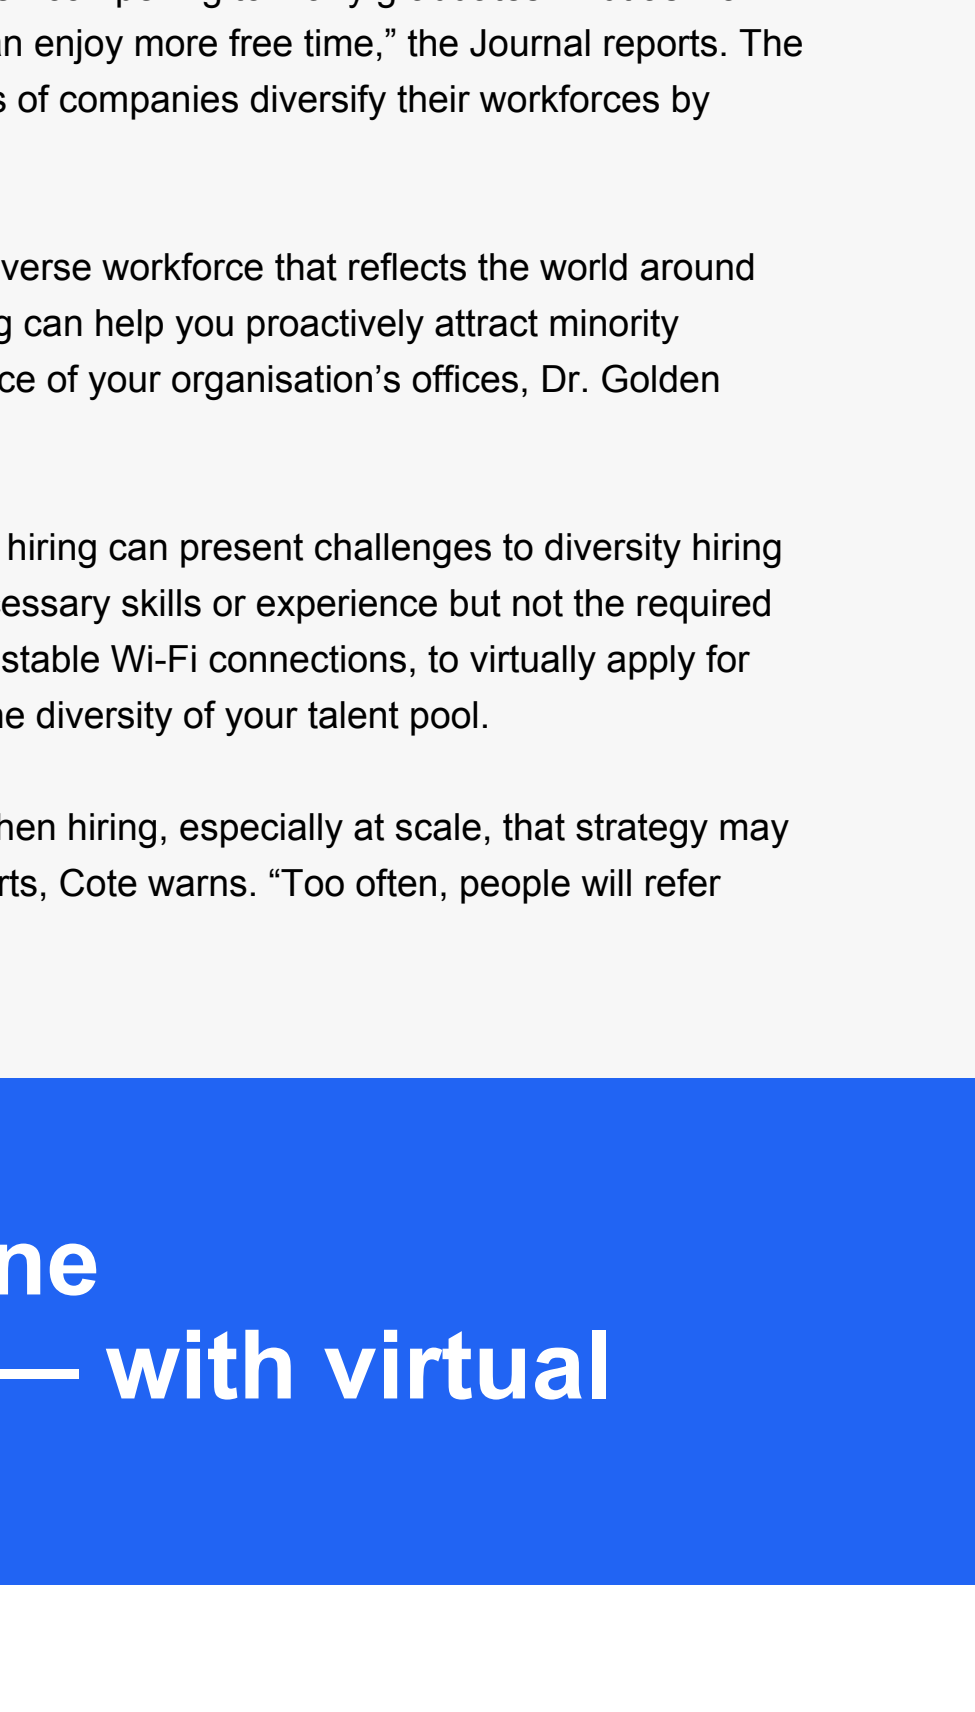 enjoy more free time,” the Journal reports. The
of companies diversify their workforces by
verse workforce that reflects the world around
can help you proactively attract minority
ce of your organisation’s offices, Dr. Golden
hiring can present challenges to diversity hiring
essary skills or experience but not the required
stable Wi-Fi connections, to virtually apply for
diversity of your talent pool.
hen hiring, especially at scale, that strategy may
rts, Cote warns. “Too often, people will refer
ne
— with virtual